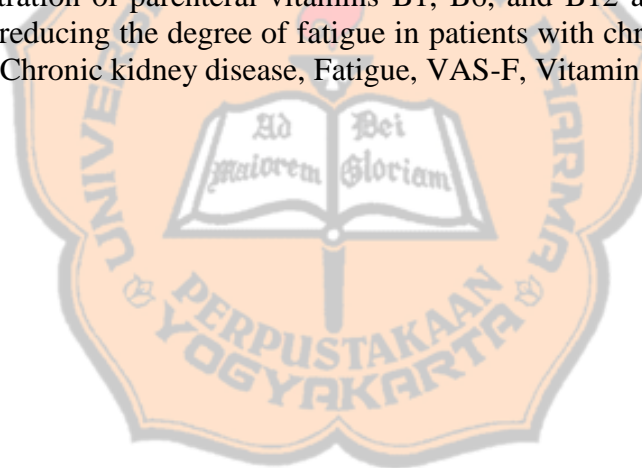 tration of parenteral vitamins B1, B6, and B12 a
reducing the degree of fatigue in patients with chr
Chronic kidney disease, Fatigue, VAS-F, Vitamin
Ad Dei
Maiorem Gloriam
PERPUSTAKAAN
YOGYAKARTA